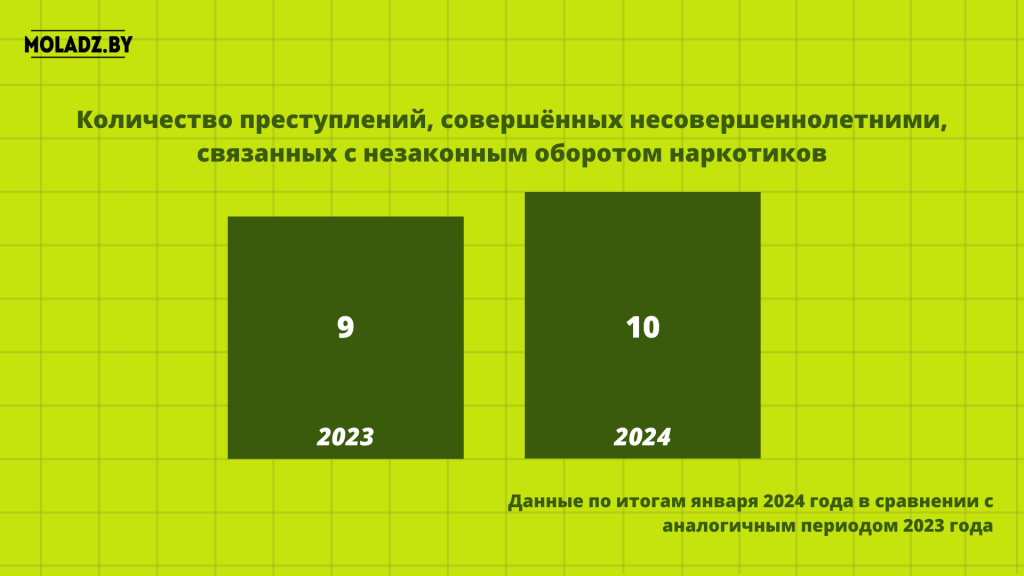 MOLADZ.BY
Количество преступлений, совершённых несовершеннолетними,
связанных с незаконным оборотом наркотиков
9
10
2023
2024
Данные по итогам января 2024 года в сравнении с
аналогичным периодом 2023 года